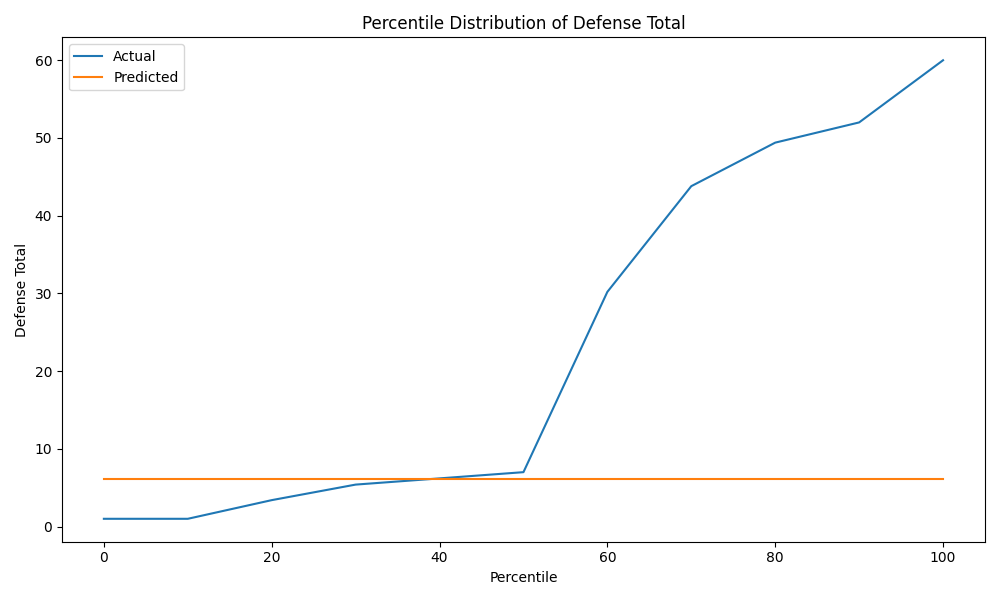 Percentile Distribution of Defense Total
Actual
Predicted
60
50
40
30
20
10
0
Defense Total
0 20 40 60 80 100
Percentile